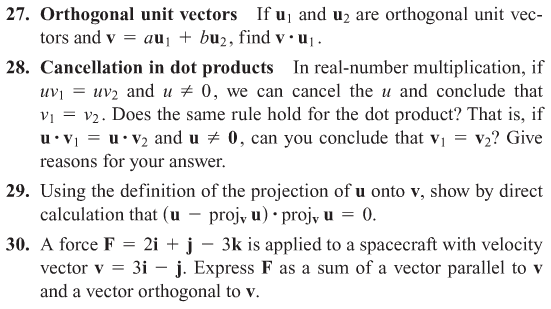 27. Orthogonal unit vectors If u₁ and u₂ are orthogonal unit vec-
tors and v = au₁ + bu₂, find v · u₁.
28. Cancellation in dot products In real-number multiplication, if
uv₁ = uv₂ and u ≠ 0, we can cancel the u and conclude that
v₁ = v₂. Does the same rule hold for the dot product? That is, if
u · v₁ = u · v₂ and u ≠ 0, can you conclude that v₁ = v₂? Give
reasons for your answer.
29. Using the definition of the projection of u onto v, show by direct
calculation that (u − projᵥ u) · projᵥ u = 0.
30. A force F = 2i + j − 3k is applied to a spacecraft with velocity
vector v = 3i − j. Express F as a sum of a vector parallel to v
and a vector orthogonal to v.